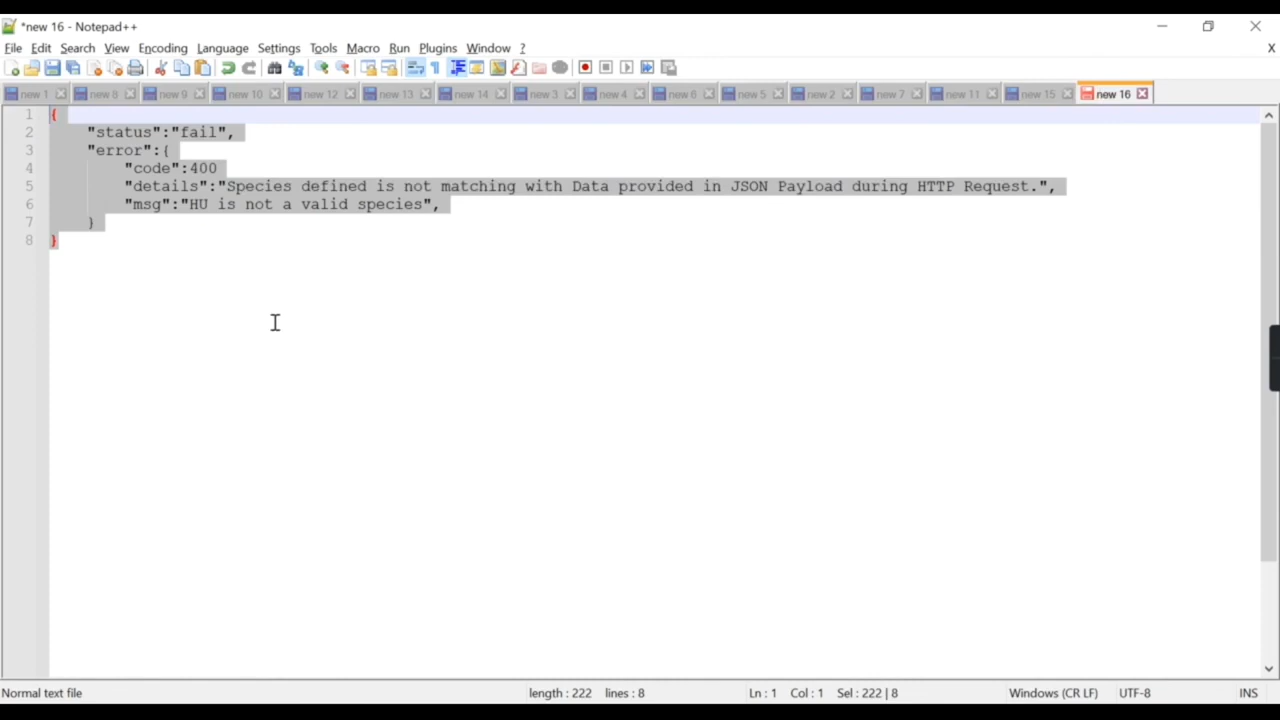 *new 16 - Notepad++
File Edit Search View Encoding Language Settings Tools Macro Run Plugins Window ?
X
new 1 new 8 new 9 new 10 new 12 new 13 new 14 new 3 new 4 new 6 new 5 new 2 new 7 new 11 new 15 new 16
1 {
2 "status":"fail",
3 "error":{
4 "code":400
5 "details":"Species defined is not matching with Data provided in JSON Payload during HTTP Request.",
6 "msg":"HU is not a valid species",
7 }
8 }
Normal text file length : 222 lines : 8 Ln : 1 Col : 1 Sel : 222 | 8 Windows (CR LF) UTF-8 INS